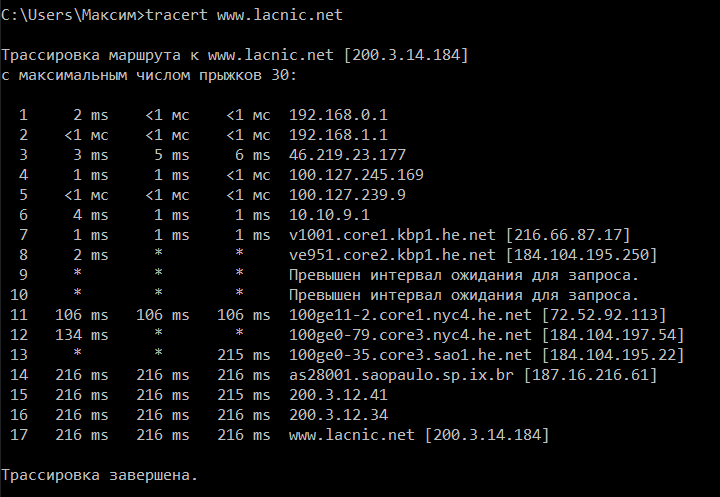 C:\Users\Максим>tracert www.lacnic.net
Трассировка маршрута к www.lacnic.net [200.3.14.184]
с максимальным числом прыжков 30:
1 2 ms <1 мс <1 мс 192.168.0.1
2 <1 мс <1 мс <1 мс 192.168.1.1
3 3 ms 5 ms 6 ms 46.219.23.177
4 1 ms 1 ms <1 мс 100.127.245.169
5 <1 мс <1 мс <1 мс 100.127.239.9
6 4 ms 1 ms 1 ms 10.10.9.1
7 1 ms 1 ms 1 ms v1001.core1.kbp1.he.net [216.66.87.17]
8 2 ms * * ve951.core2.kbp1.he.net [184.104.195.250]
9 * * * Превышен интервал ожидания для запроса.
10 * * * Превышен интервал ожидания для запроса.
11 106 ms 106 ms 106 ms 100ge11-2.core1.nyc4.he.net [72.52.92.113]
12 134 ms * * 100ge0-79.core3.nyc4.he.net [184.104.197.54]
13 * * 215 ms 100ge0-35.core3.sao1.he.net [184.104.195.22]
14 216 ms 216 ms 216 ms as28001.saopaulo.sp.ix.br [187.16.216.61]
15 216 ms 216 ms 215 ms 200.3.12.41
16 216 ms 216 ms 216 ms 200.3.12.34
17 216 ms 216 ms 216 ms www.lacnic.net [200.3.14.184]
Трассировка завершена.